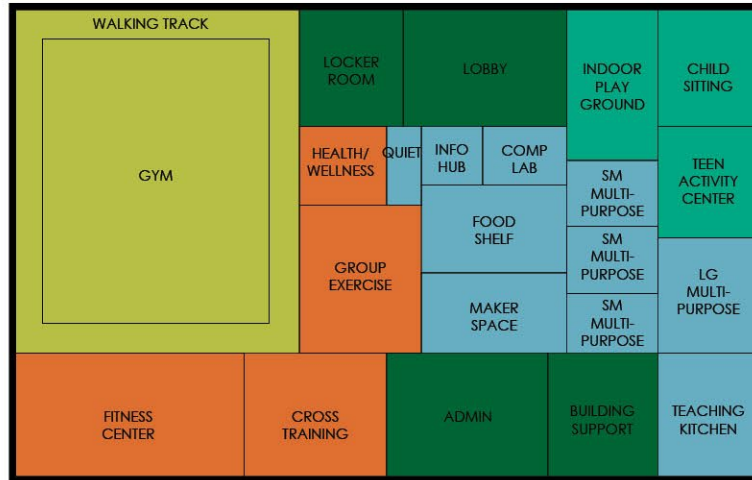 WALKING TRACK
GYM
LOCKER
ROOM
LOBBY
INDOOR
PLAY
GROUND
CHILD
SITTING
HEALTH/
WELLNESS
QUIET
INFO
HUB
COMP
LAB
SM
MULTI-
PURPOSE
TEEN
ACTIVITY
CENTER
FOOD
SHELF
SM
MULTI-
PURPOSE
GROUP
EXERCISE
LG
MULTI-
PURPOSE
MAKER
SPACE
SM
MULTI-
PURPOSE
FITNESS
CENTER
CROSS
TRAINING
ADMIN
BUILDING
SUPPORT
TEACHING
KITCHEN